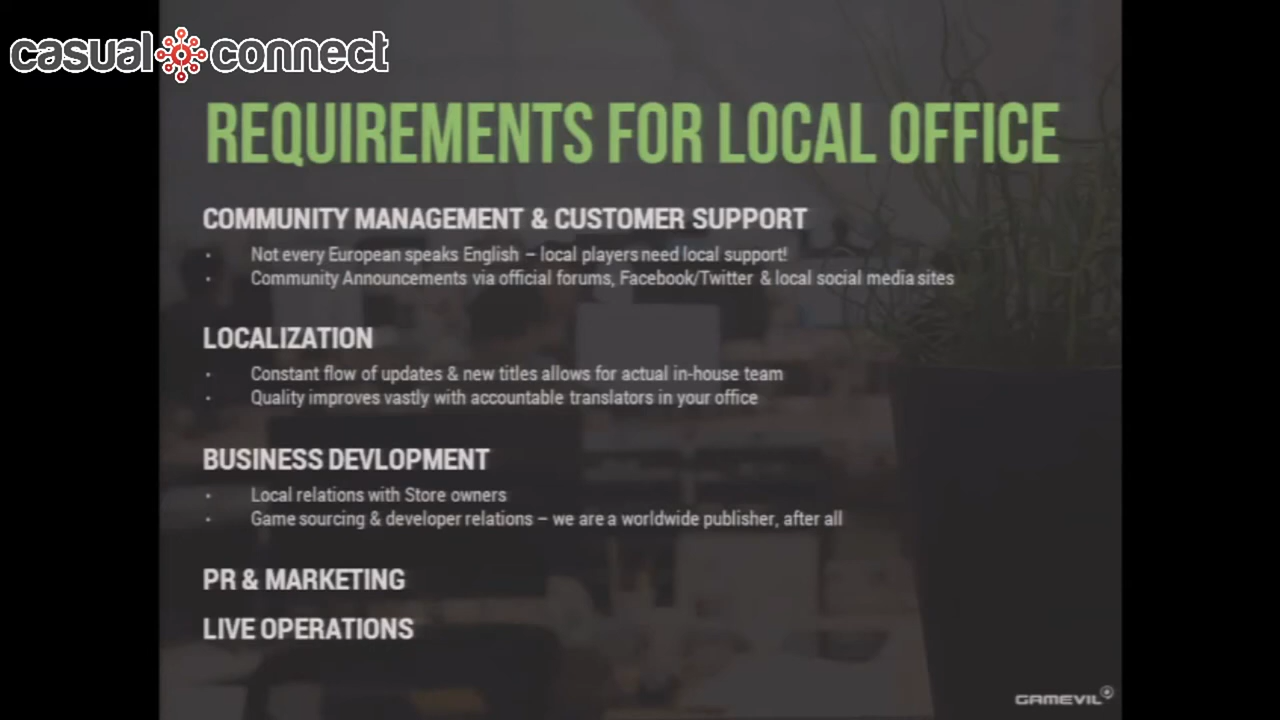 casual connect
REQUIREMENTS FOR LOCAL OFFICE
COMMUNITY MANAGEMENT & CUSTOMER SUPPORT
• Not every European speaks English – local players need local support!
• Community Announcements via official forums, Facebook/Twitter & local social media sites
LOCALIZATION
• Constant flow of updates & new titles allows for actual in-house team
• Quality improves vastly with accountable translators in your office
BUSINESS DEVLOPMENT
• Local relations with Store owners
• Game sourcing & developer relations – we are a worldwide publisher, after all
PR & MARKETING
LIVE OPERATIONS
GAMEVIL